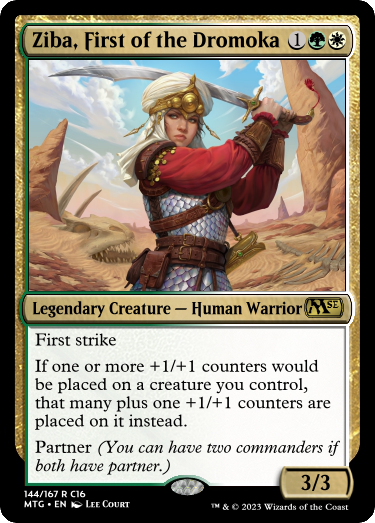 Ziba, First of the Dromoka 1
Legendary Creature — Human Warrior MSE
First strike
If one or more +1/+1 counters would
be placed on a creature you control,
that many plus one +1/+1 counters are
placed on it instead.
Partner (You can have two commanders if
both have partner.)
3/3
144/167 R C16
MTG • EN Lee Court
™ & © 2023 Wizards of the Coast